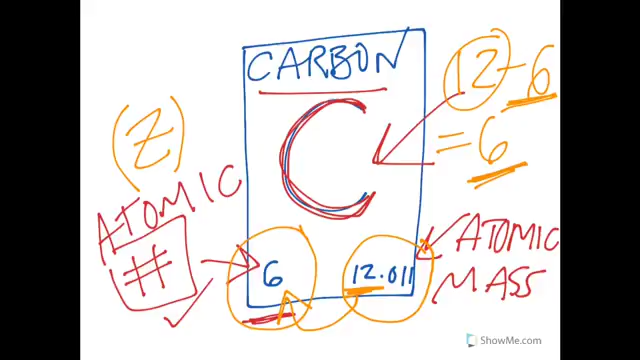 CARBON
C
12 - 6
= 6
(Z)
ATOMIC
#
6
12.011
ATOMIC
MASS
ShowMe.com